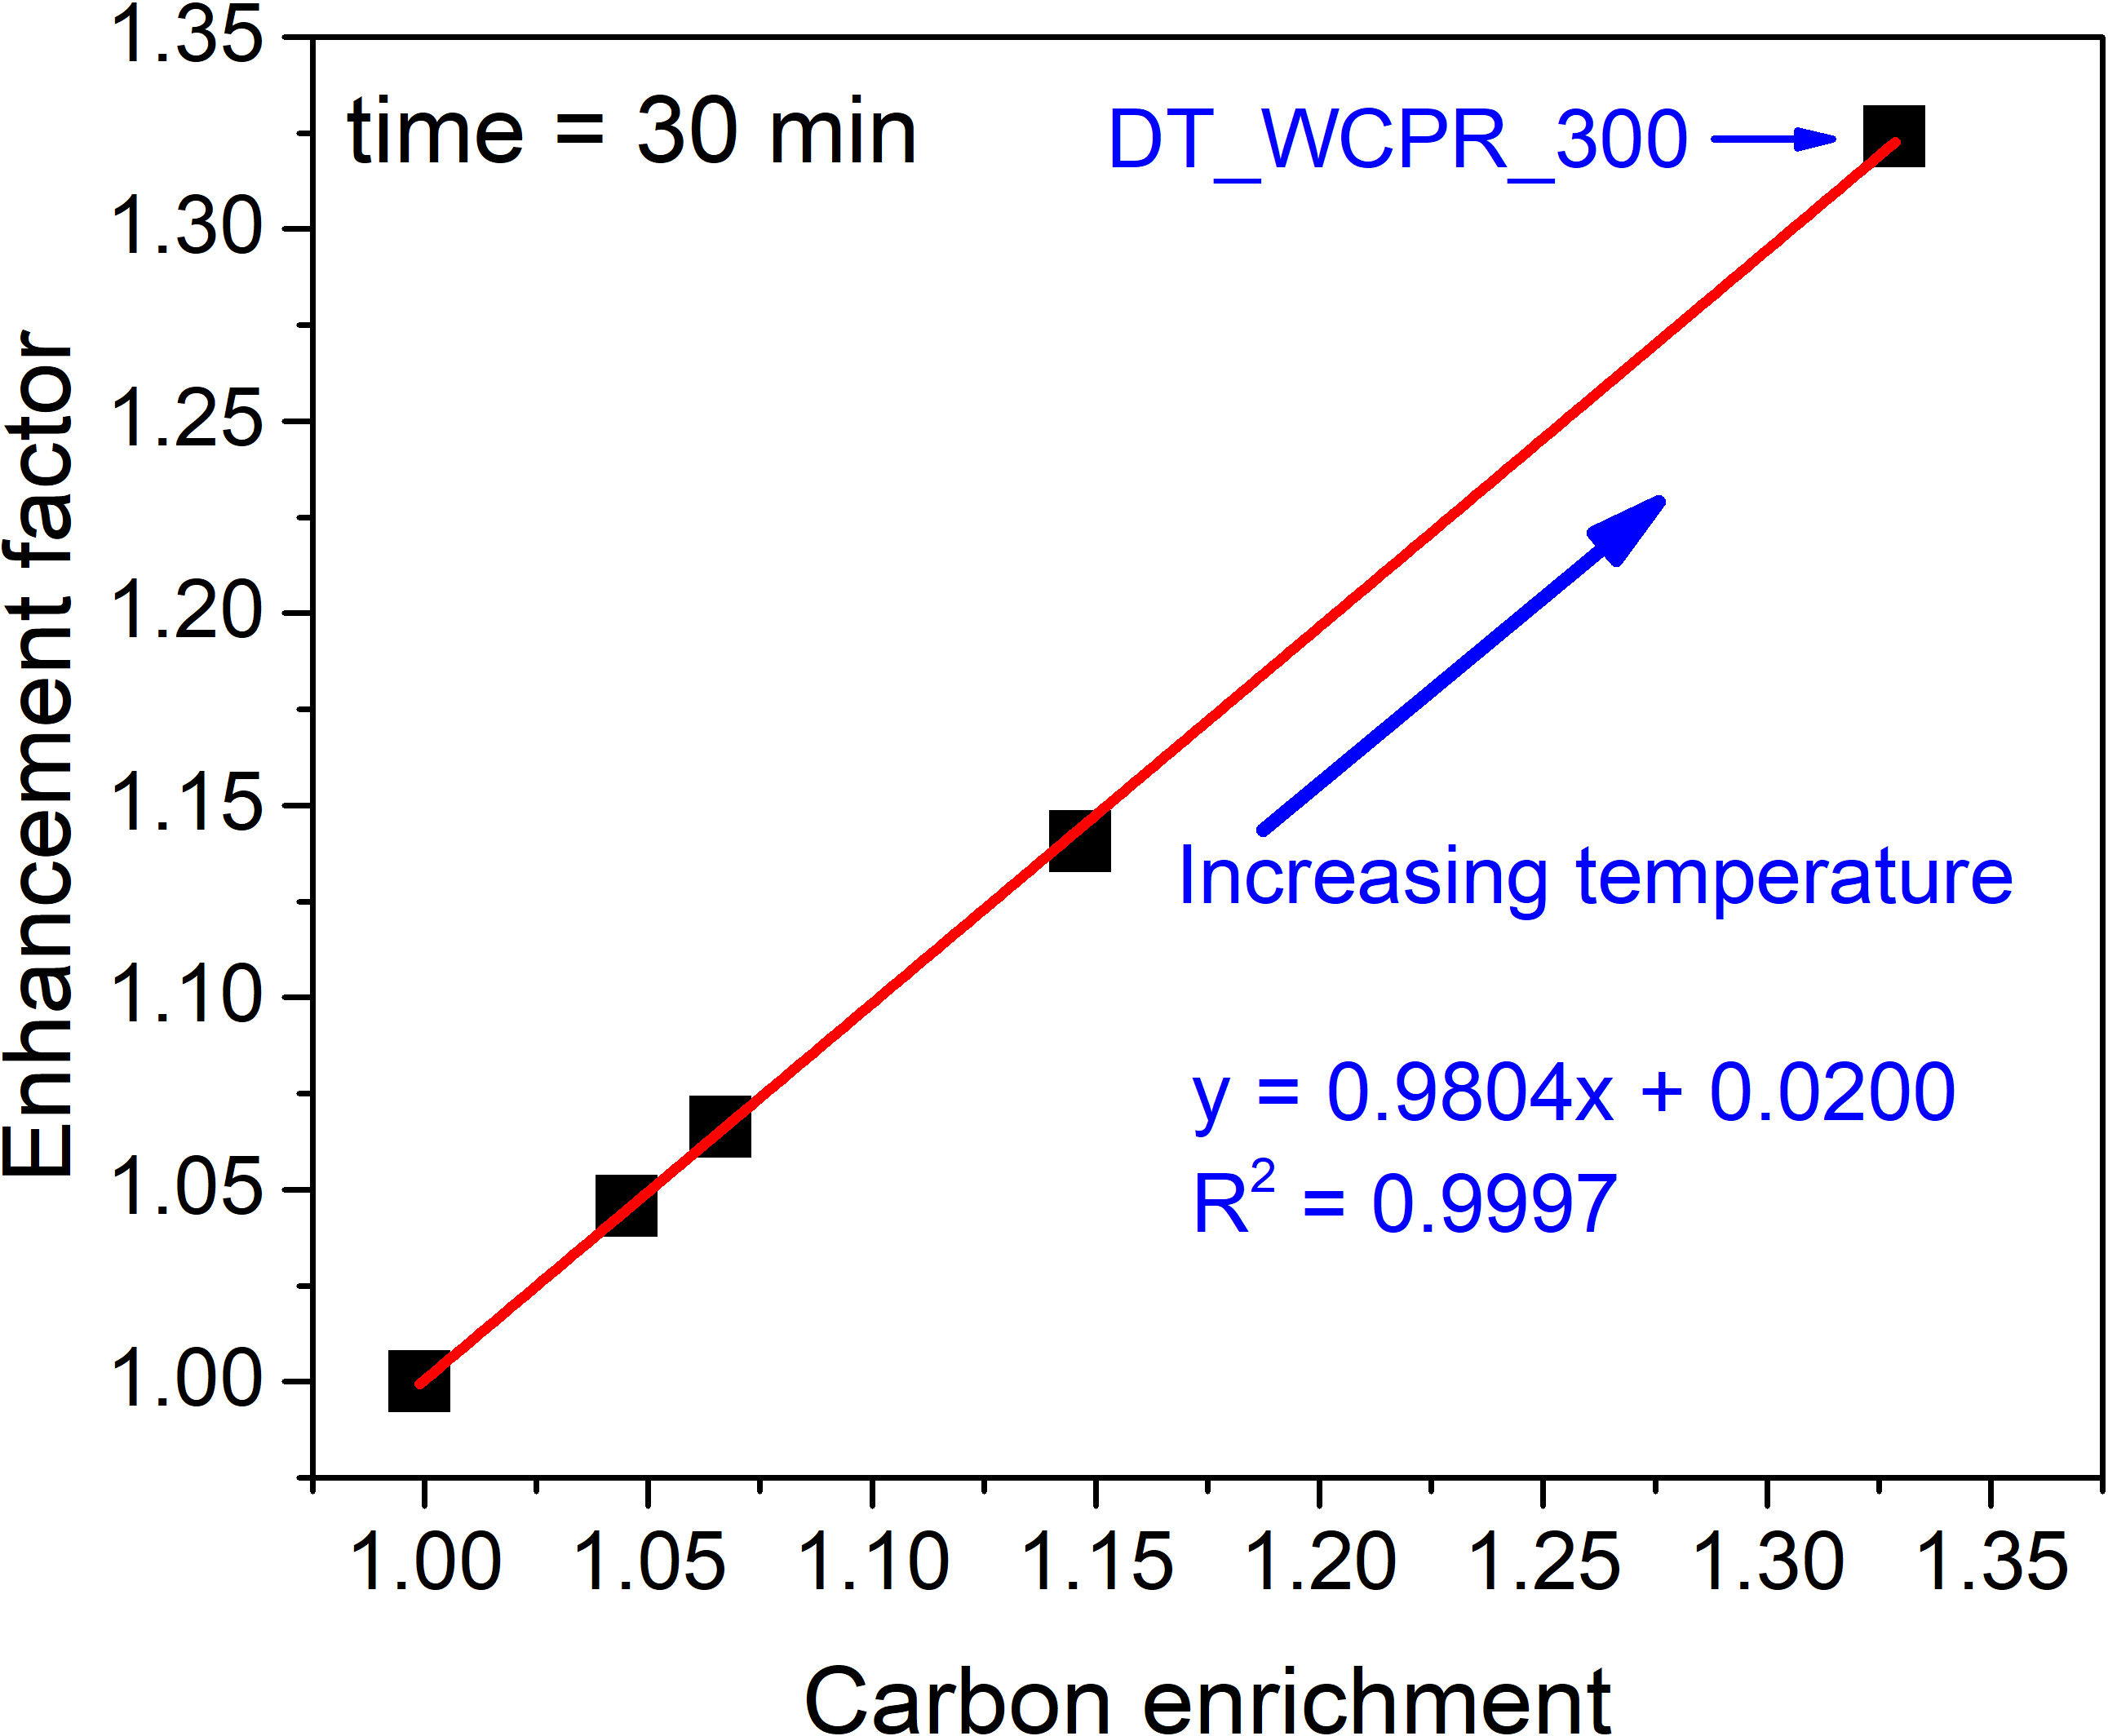 1.35
1.30
1.25
1.20
1.15
1.10
1.05
1.00
Enhancement factor
time = 30 min
DT_WCPR_300
Increasing temperature
y = 0.9804x + 0.0200
R² = 0.9997
1.00 1.05 1.10 1.15 1.20 1.25 1.30 1.35
Carbon enrichment